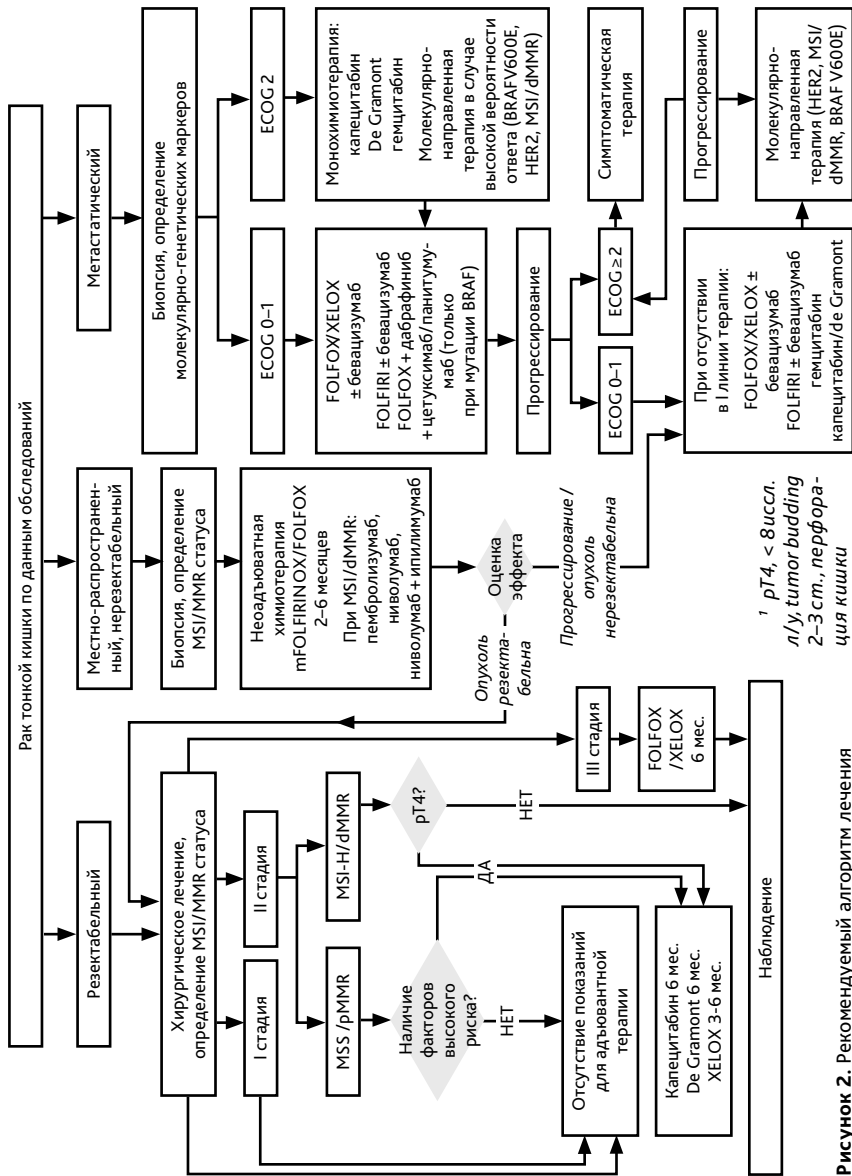 Рак тонкой кишки по данным обследований
Резектабельный
Местно-распространен-
ный, нерезектабельный
Метастатический
Хирургическое лечение,
определение MSI/MMR статуса
Биопсия, определение
MSI/MMR статуса
Биопсия, определение
молекулярно-генетических маркеров
I стадия
II стадия
III стадия
MSS /pMMR
MSI-H/dMMR
Наличие
факторов
высокого
риска?
pT4?
НЕТ
ДА
НЕТ
FOLFOX
/XELOX
6 мес.
Отсутствие показаний
для адъювантной
терапии
Капецитабин 6 мес.
De Gramont 6 мес.
XELOX 3-6 мес.
Наблюдение
Неоадъюватная
химиотерапия
mFOLFIRINOX/FOLFOX
2–6 месяцев
При MSI/dMMR:
пембролизумаб,
ниволумаб,
ниволумаб + ипилимумаб
Оценка
эффекта
Опухоль
резекта-
бельна
Прогрессирование /
опухоль
нерезектабельна
ECOG 0–1
ECOG 2
FOLFOX/XELOX
± бевацизумаб
FOLFIRI ± бевацизумаб
FOLFOX + дабрафиниб
+ цетуксимаб/панитуму-
маб (только
при мутации BRAF)
Монохимиотерапия:
капецитабин
De Gramont
гемцитабин
Молекулярно-
направленная
терапия в случае
высокой вероятности
ответа (BRAF V600E,
HER2, MSI/dMMR)
Прогрессирование
ECOG 0–1
ECOG ≥ 2
Симптоматическая
терапия
При отсутствии
в I линии терапии:
FOLFOX/XELOX ±
бевацизумаб
FOLFIRI ± бевацизумаб
гемцитабин
капецитабин/de Gramont
Прогрессирование
Молекулярно-
направленная
терапия (HER2, MSI/
dMMR, BRAF V600E)
1 pT4, < 8 иссл.
л/у, tumor budding
2–3 ст., перфора-
ция кишки
Рисунок 2. Рекомендуемый алгоритм лечения